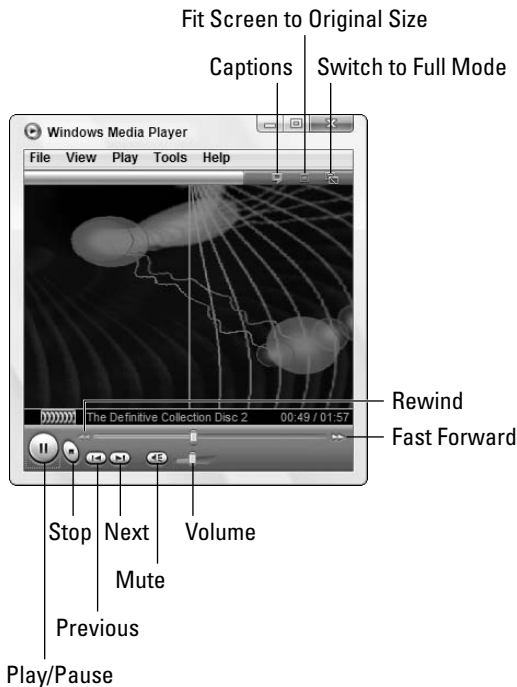 Fit Screen to Original Size
Captions Switch to Full Mode
Windows Media Player
File View Play Tools Help
The Definitive Collection Disc 2 00:49 / 01:57
Rewind
Fast Forward
Stop Next Volume
Mute
Previous
Play/Pause